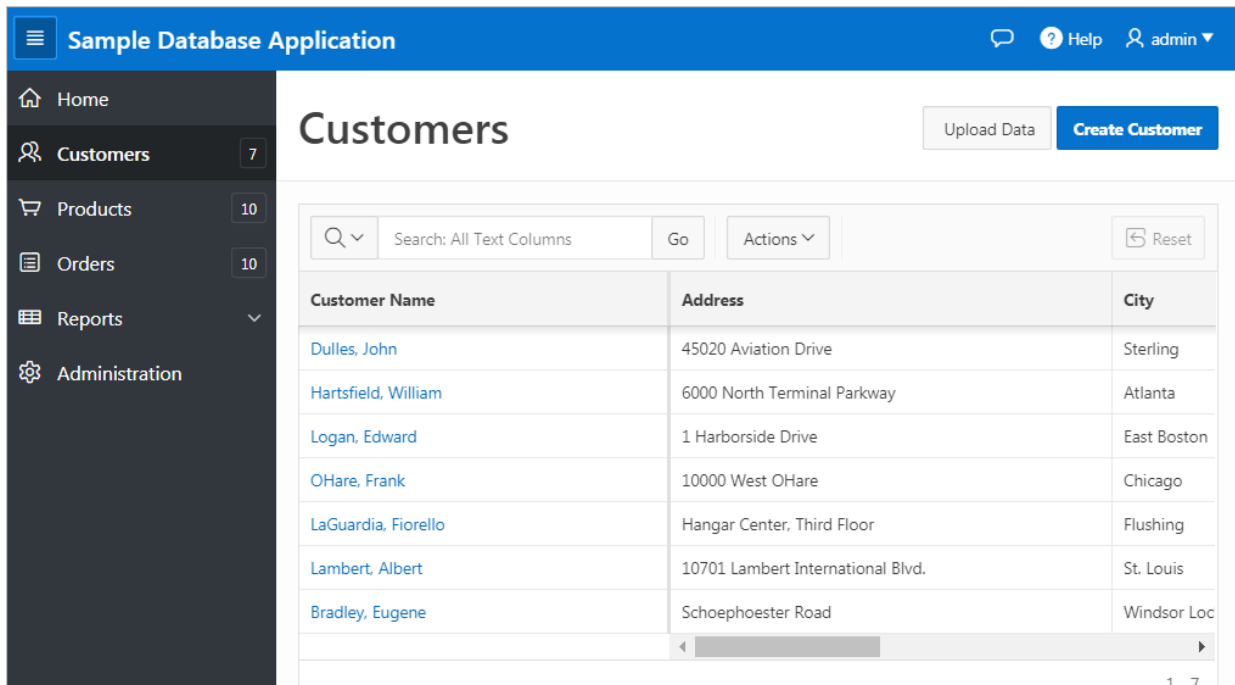 Sample Database Application
? Help admin
Home
Customers 7
Products 10
Orders 10
Reports
Administration
Customers
Upload Data Create Customer
Search: All Text Columns Go Actions Reset
Customer Name Address City
Dulles, John 45020 Aviation Drive Sterling
Hartsfield, William 6000 North Terminal Parkway Atlanta
Logan, Edward 1 Harborside Drive East Boston
OHare, Frank 10000 West OHare Chicago
LaGuardia, Fiorello Hangar Center, Third Floor Flushing
Lambert, Albert 10701 Lambert International Blvd. St. Louis
Bradley, Eugene Schoephoester Road Windsor Loc
1 - 7